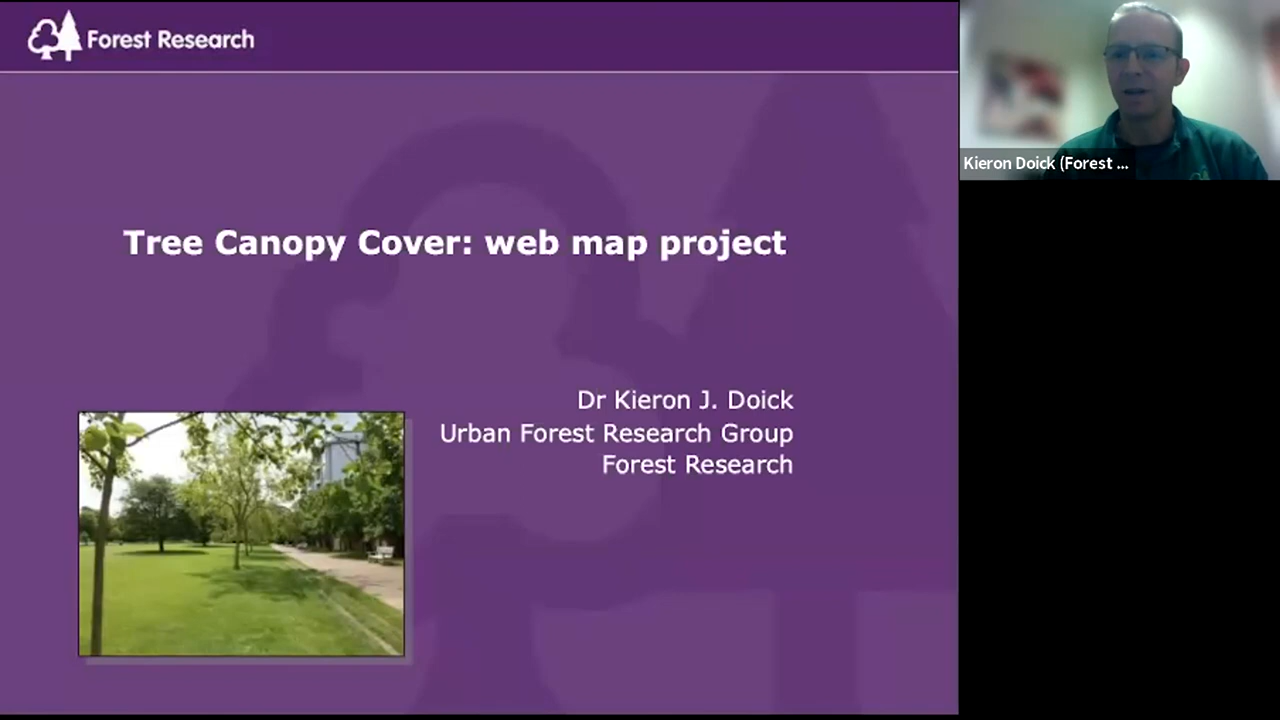 Forest Research
Tree Canopy Cover: web map project
Dr Kieron J. Doick
Urban Forest Research Group
Forest Research
Kieron Doick (Forest ...